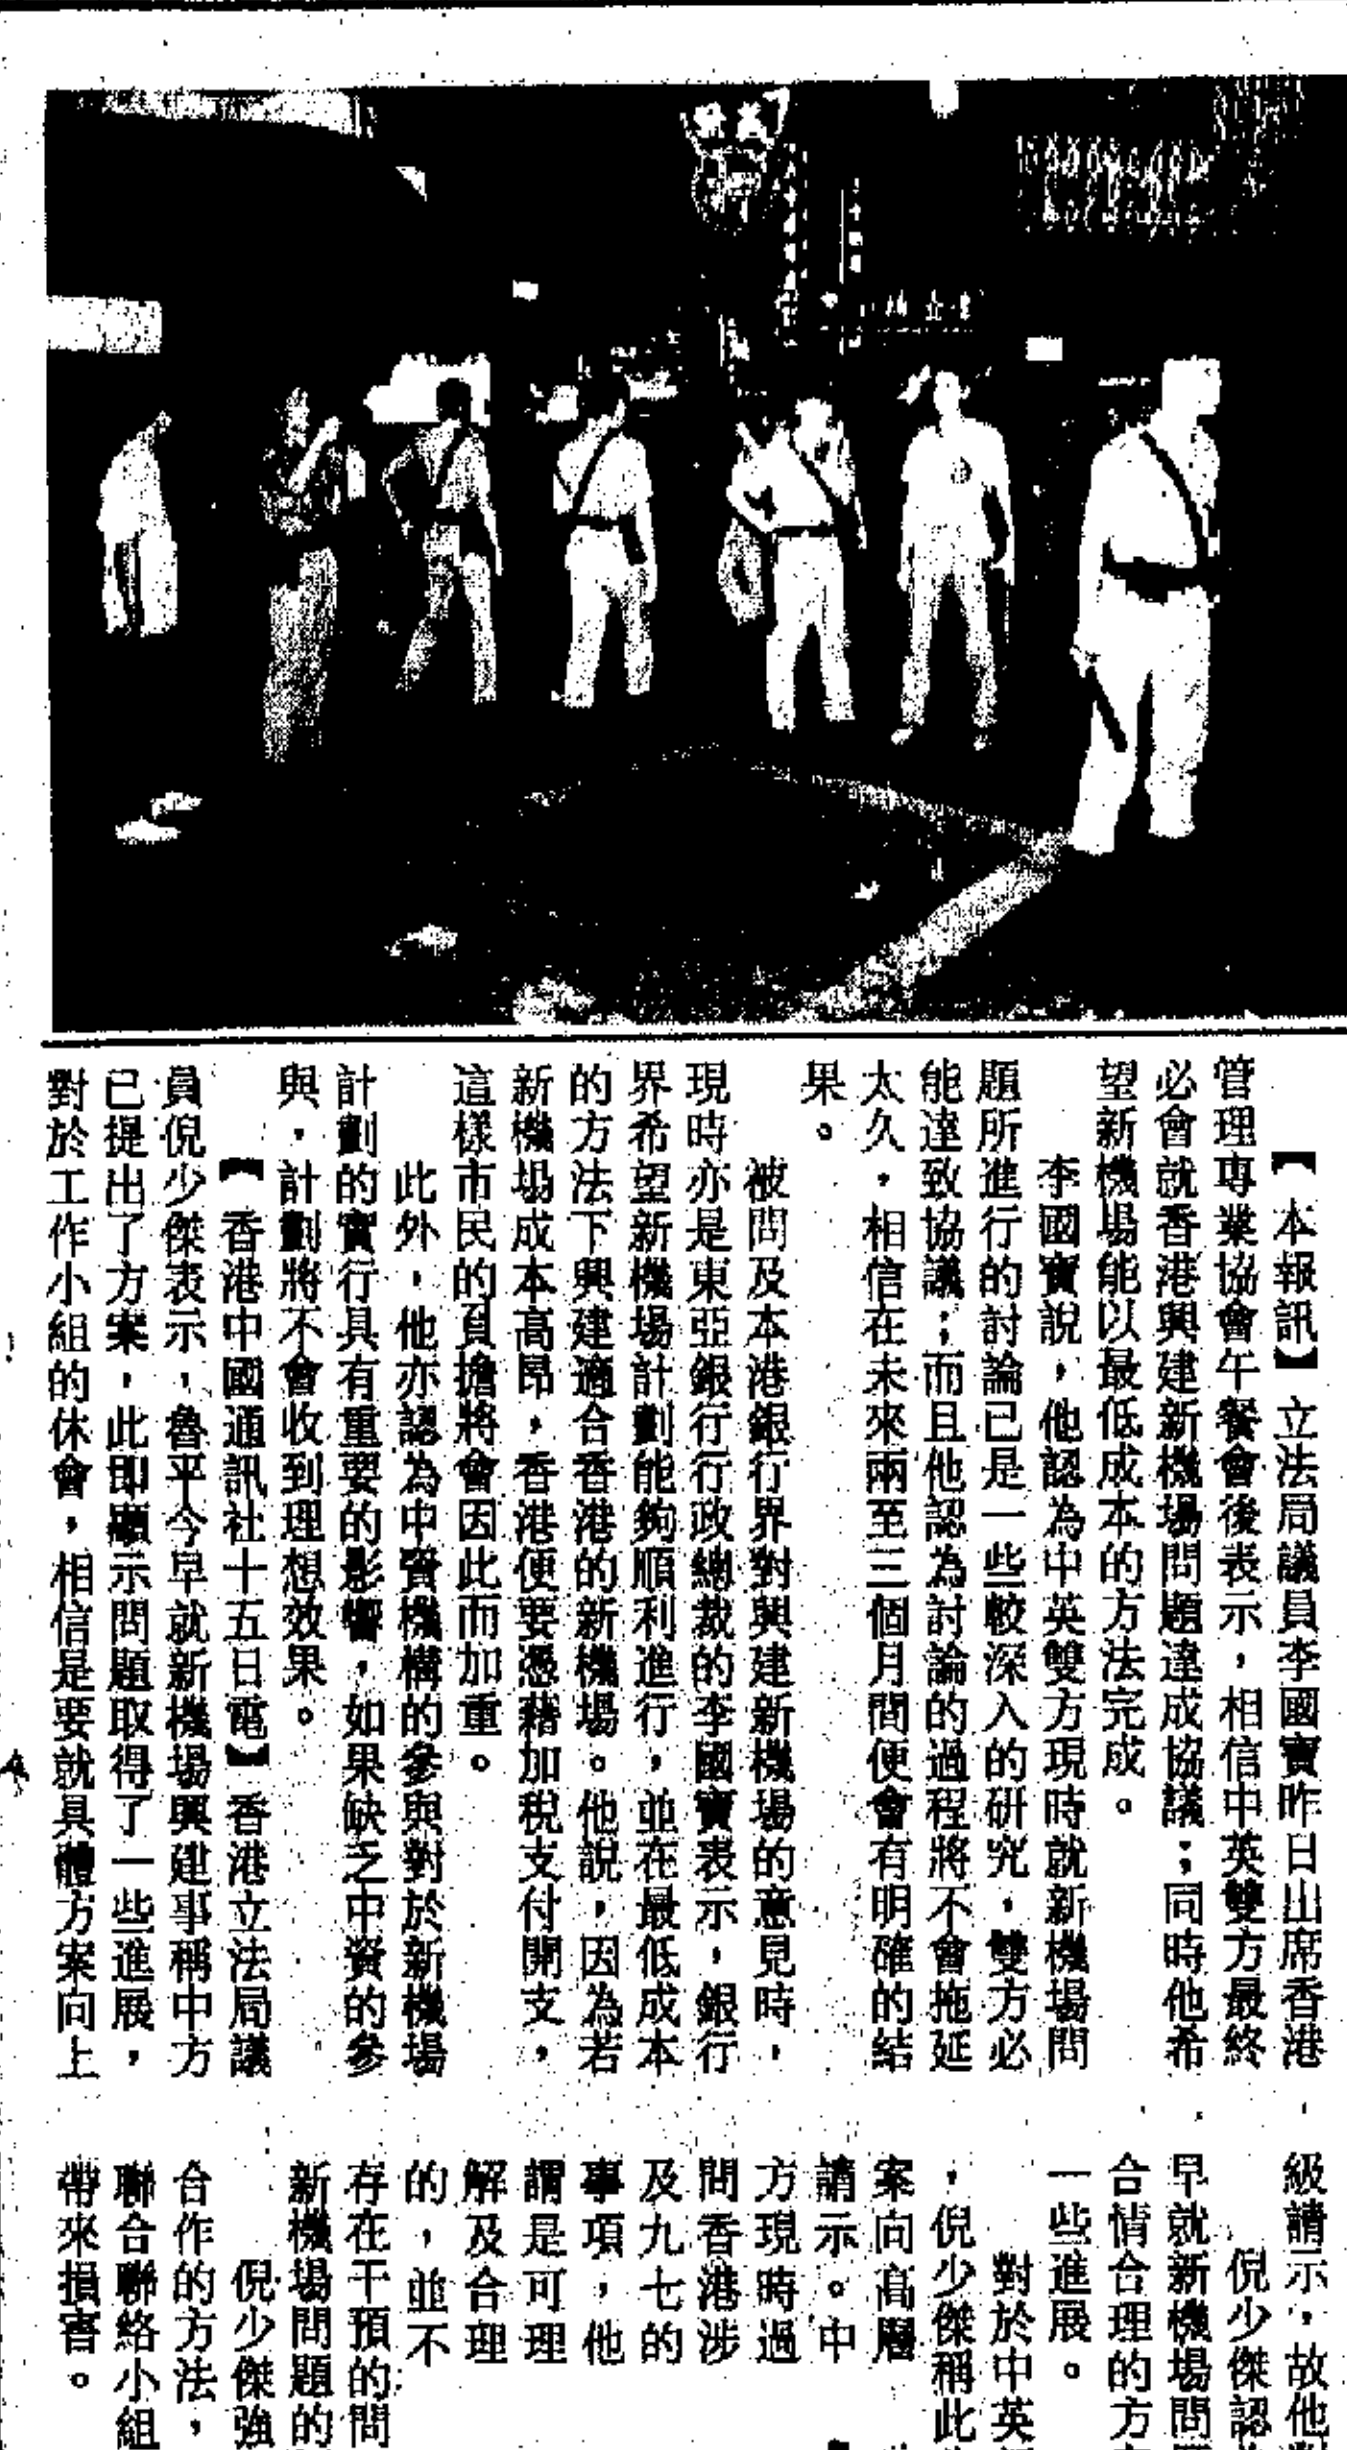 【本報訊】立法局議員李國寶昨日出席香港
管理專業協會午餐會後表示，相信中英雙方最終
必會就香港興建新機場問題達成協議；同時他希
望新機場能以最低成本的方法完成。
李國寶說，他認為中英雙方現時就新機場問
題所進行的討論已是一些較深入的研究，雙方必
能達致協議；而且他認為討論的過程將不會拖延
太久，相信在未來兩至三個月間便會有明確的結
果。
被問及本港銀行界對興建新機場的意見時，
現時亦是東亞銀行行政總裁的李國寶表示，銀行
界希望新機場計劃能夠順利進行，並在最低成本
的方法下興建適合香港的新機場。他說，因為若
新機場成本高昂，香港便要憑藉加稅支付開支，
這樣市民的負擔將會因此而加重。
此外，他亦認為中資機構的參與對於新機場
計劃的實行具有重要的影響，如果缺乏中資的參
與，計劃將不會收到理想效果。
【香港中國通訊社十五日電】香港立法局議
員倪少傑表示，魯平今早就新機場興建事稱中方
已提出了方案，此即顯示問題取得了一些進展，
對於工作小組的休會，相信是要就具體方案向上
級請示，故他
倪少傑認
早就新機場問
合情合理的方
一些進展。
對於中英
，倪少傑稱此
案向高層
請示。中
方現時過
問香港涉
及九七的
事項，他
謂是可理
解及合理
的，並不
存在干預的問
新機場問題的
倪少傑強
合作的方法，
聯合聯絡小組
帶來損害。